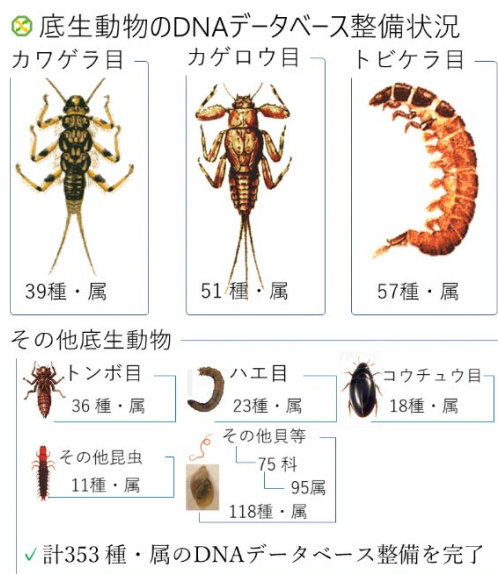 底生動物のDNAデータベース整備状況
カワゲラ目
カゲロウ目
トビケラ目
39種・属
51種・属
57種・属
その他底生動物
トンボ目
36 種・属
ハエ目
23種・属
コウチュウ目
18種・属
その他昆虫
11種・属
その他貝等
75 科
95属
118種・属
✓計353 種・属のDNAデータベース整備を完了